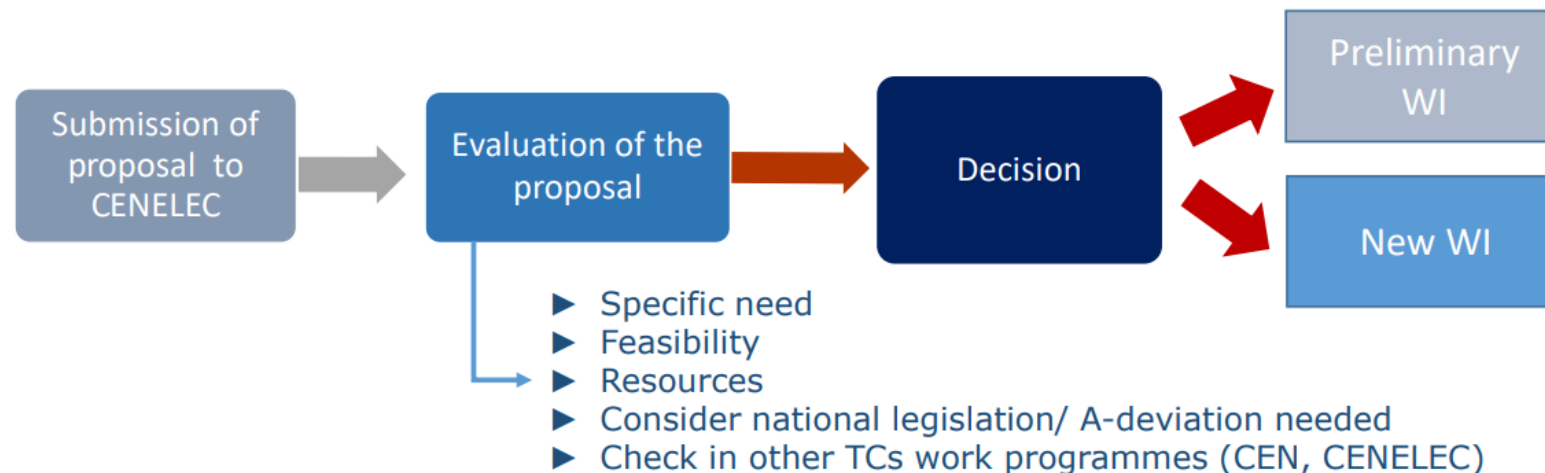 Submission of
proposal to
CENELEC
Evaluation of the
proposal
Decision
Preliminary
WI
New WI
► Specific need
► Feasibility
► Resources
► Consider national legislation/ A-deviation needed
► Check in other TCs work programmes (CEN, CENELEC)